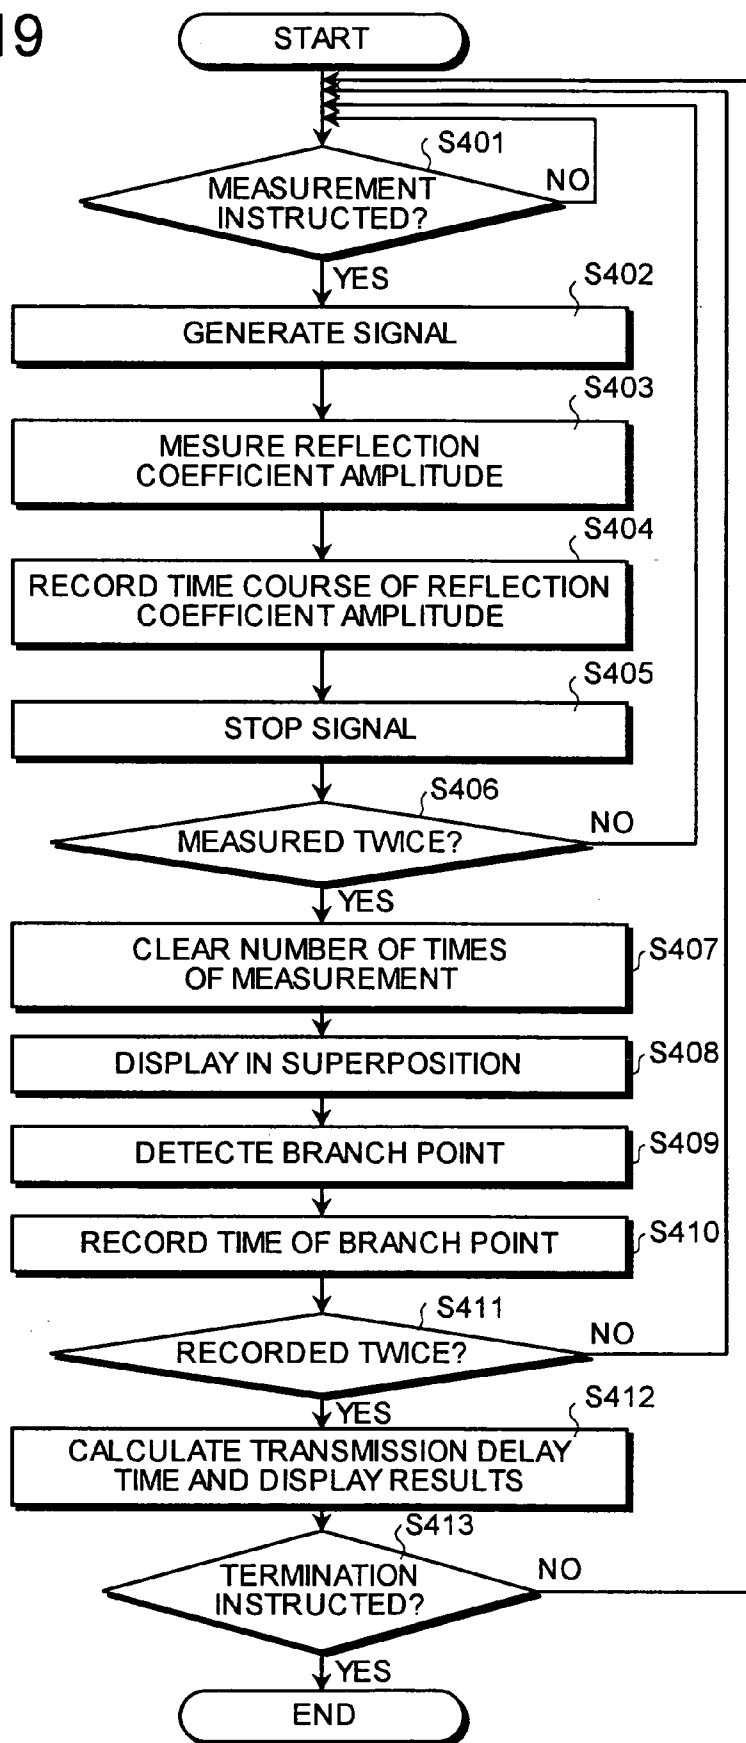 19
START
S401
MEASUREMENT
INSTRUCTED?
NO
YES
S402
GENERATE SIGNAL
S403
MESURE REFLECTION
COEFFICIENT AMPLITUDE
S404
RECORD TIME COURSE OF REFLECTION
COEFFICIENT AMPLITUDE
S405
STOP SIGNAL
S406
MEASURED TWICE?
NO
YES
CLEAR NUMBER OF TIMES
OF MEASUREMENT
S407
DISPLAY IN SUPERPOSITION
S408
DETECTE BRANCH POINT
S409
RECORD TIME OF BRANCH POINT
S410
S411
RECORDED TWICE?
NO
YES
S412
CALCULATE TRANSMISSION DELAY
TIME AND DISPLAY RESULTS
S413
TERMINATION
INSTRUCTED?
NO
YES
END